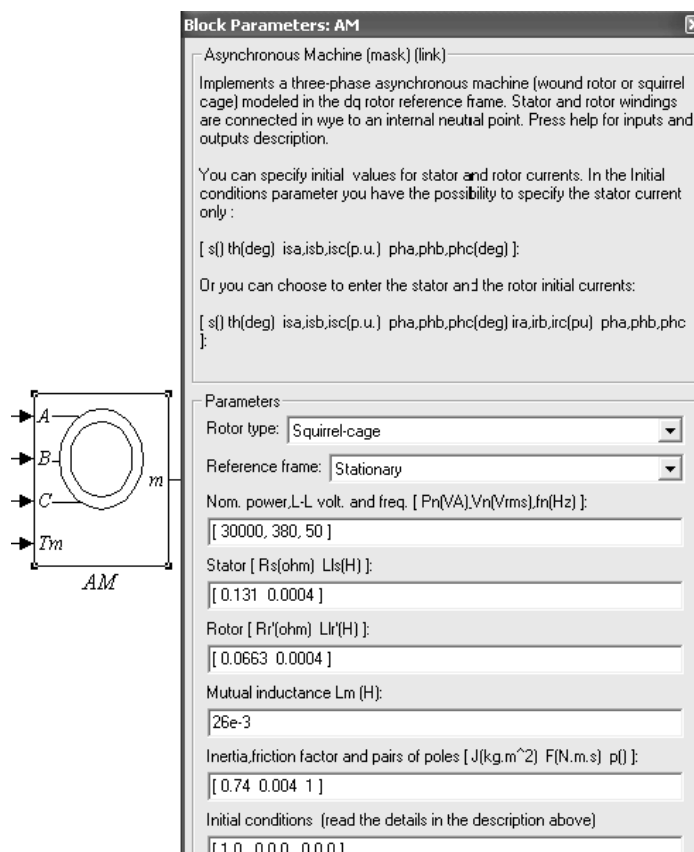 Block Parameters: AM
Asynchronous Machine (mask) (link)
Implements a three-phase asynchronous machine (wound rotor or squirrel
cage) modeled in the dq rotor reference frame. Stator and rotor windings
are connected in wye to an internal neutral point. Press help for inputs and
outputs description.
You can specify initial values for stator and rotor currents. In the Initial
conditions parameter you have the possibility to specify the stator current
only :
[ s() th(deg) isa,isb,isc(p.u.) pha,phb,phc(deg) ]:
Or you can choose to enter the stator and the rotor initial currents:
[ s() th(deg) isa,isb,isc(p.u.) pha,phb,phc(deg) ira,irb,irc(pu) pha,phb,phc
]:
A
B
C
Tm
m
AM
Parameters
Rotor type: Squirrel-cage
Reference frame: Stationary
Nom. power,L-L volt. and freq. [ Pn(VA),Vn(Vrms),fn(Hz) ]:
[ 30000, 380, 50 ]
Stator [ Rs(ohm) Lls(H) ]:
[ 0.131 0.0004 ]
Rotor [ Rr'(ohm) Llr'(H) ]:
[ 0.0663 0.0004 ]
Mutual inductance Lm (H):
26e-3
Inertia,friction factor and pairs of poles [ J(kg.m^2) F(N.m.s) p() ]:
[ 0.74 0.004 1 ]
Initial conditions (read the details in the description above)
[ 1 0 0 0 0 0 0 0 ]